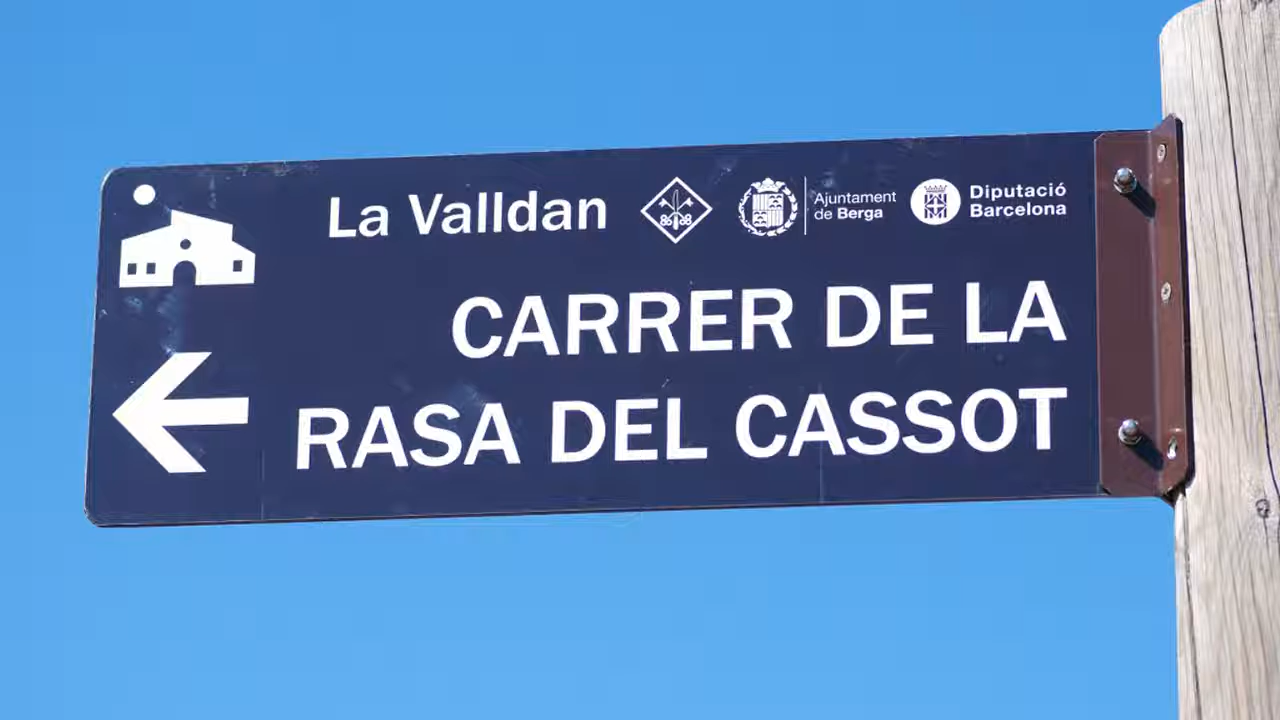 La Valldan
Ajuntament
de Berga
Diputació
Barcelona
CARRER DE LA
RASA DEL CASSOT